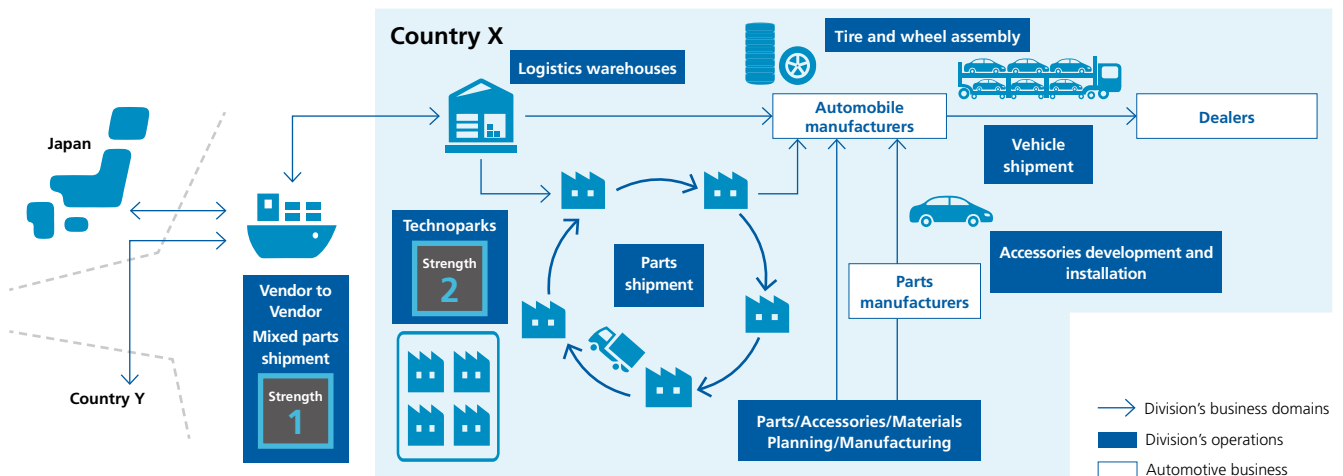 Country X
Tire and wheel assembly
Logistics warehouses
Automobile
manufacturers
Dealers
Japan
Vehicle
shipment
Technoparks
Strength
2
Parts
shipment
Accessories development and
installation
Parts
manufacturers
Vendor to
Vendor
Mixed parts
shipment
Strength
1
Country Y
Parts/Accessories/Materials
Planning/Manufacturing
Division's business domains
Division's operations
Automotive business